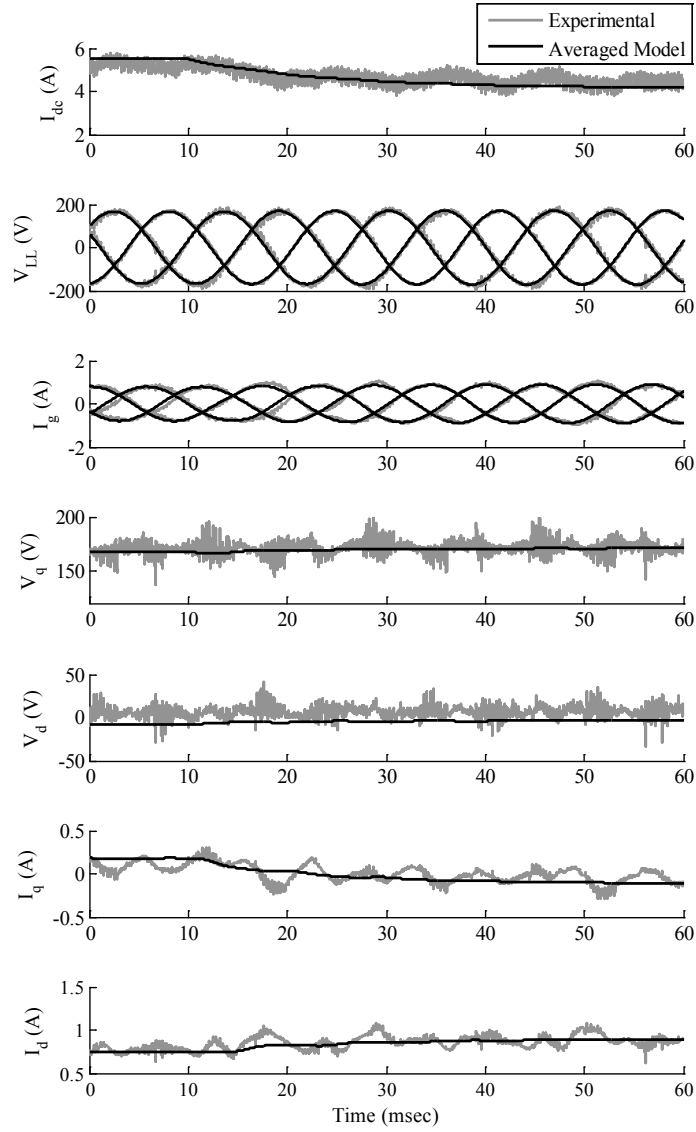 Experimental
Averaged Model
6
4
2
I_dc (A)
0 10 20 30 40 50 60
200
0
-200
V_LL (V)
0 10 20 30 40 50 60
2
0
-2
I_g (A)
0 10 20 30 40 50 60
200
150
V_q (V)
0 10 20 30 40 50 60
50
0
-50
V_d (V)
0 10 20 30 40 50 60
0.5
0
-0.5
I_q (A)
0 10 20 30 40 50 60
1.5
1
0.5
I_d (A)
0 10 20 30 40 50 60
Time (msec)